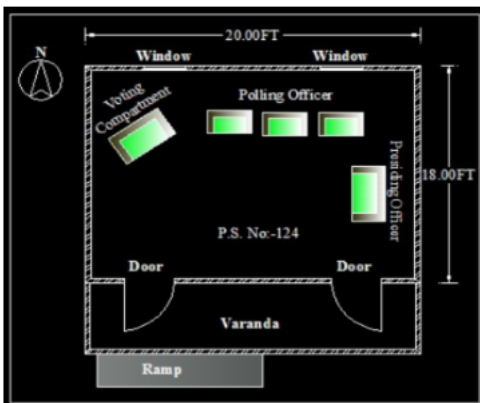 20.00FT
N
Window
Window
Voting
Compartment
Polling Officer
Presiding Officer
18.00FT
P.S. No:-124
Door
Door
Varanda
Ramp